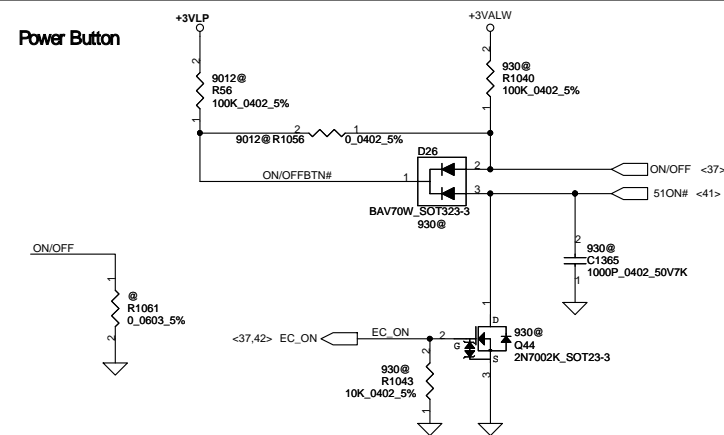 Power Button
+3VLP
+3VALW
2
9012@
R56
100K_0402_5%
1
2
930@
R1040
100K_0402_5%
1
2
1
9012@ R1056
0_0402_5%
D26
ON/OFFBTN#
1
2
3
ON/OFF <37>
51ON# <41>
BAV70W_SOT323-3
930@
2
930@
C1365
1000P_0402_50V7K
1
ON/OFF
1
@
R1061
0_0603_5%
2
1
D
<37,42> EC_ON
EC_ON
2
G
S
930@
Q44
2N7002K_SOT23-3
3
2
930@
R1043
10K_0402_5%
1